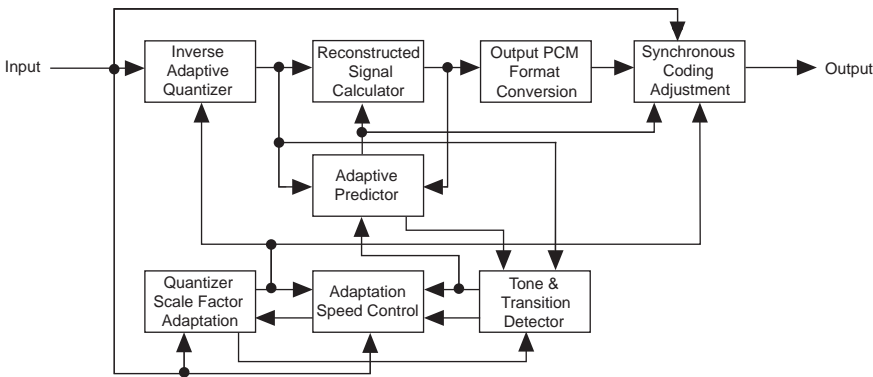 Input
Inverse
Adaptive
Quantizer
Reconstructed
Signal
Calculator
Output PCM
Format
Conversion
Synchronous
Coding
Adjustment
Output
Adaptive
Predictor
Quantizer
Scale Factor
Adaptation
Adaptation
Speed Control
Tone &
Transition
Detector